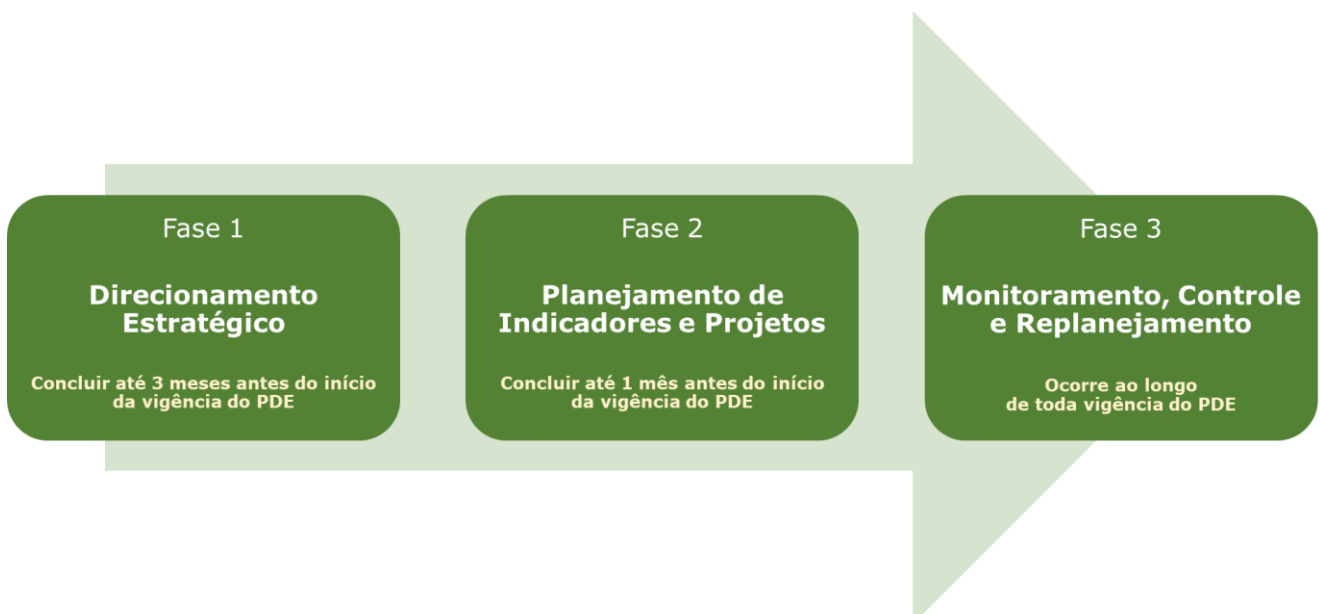 Fase 1
Direcionamento
Estratégico
Concluir até 3 meses antes do início
da vigência do PDE
Fase 2
Planejamento de
Indicadores e Projetos
Concluir até 1 mês antes do início
da vigência do PDE
Fase 3
Monitoramento, Controle
e Replanejamento
Ocorre ao longo
de toda vigência do PDE